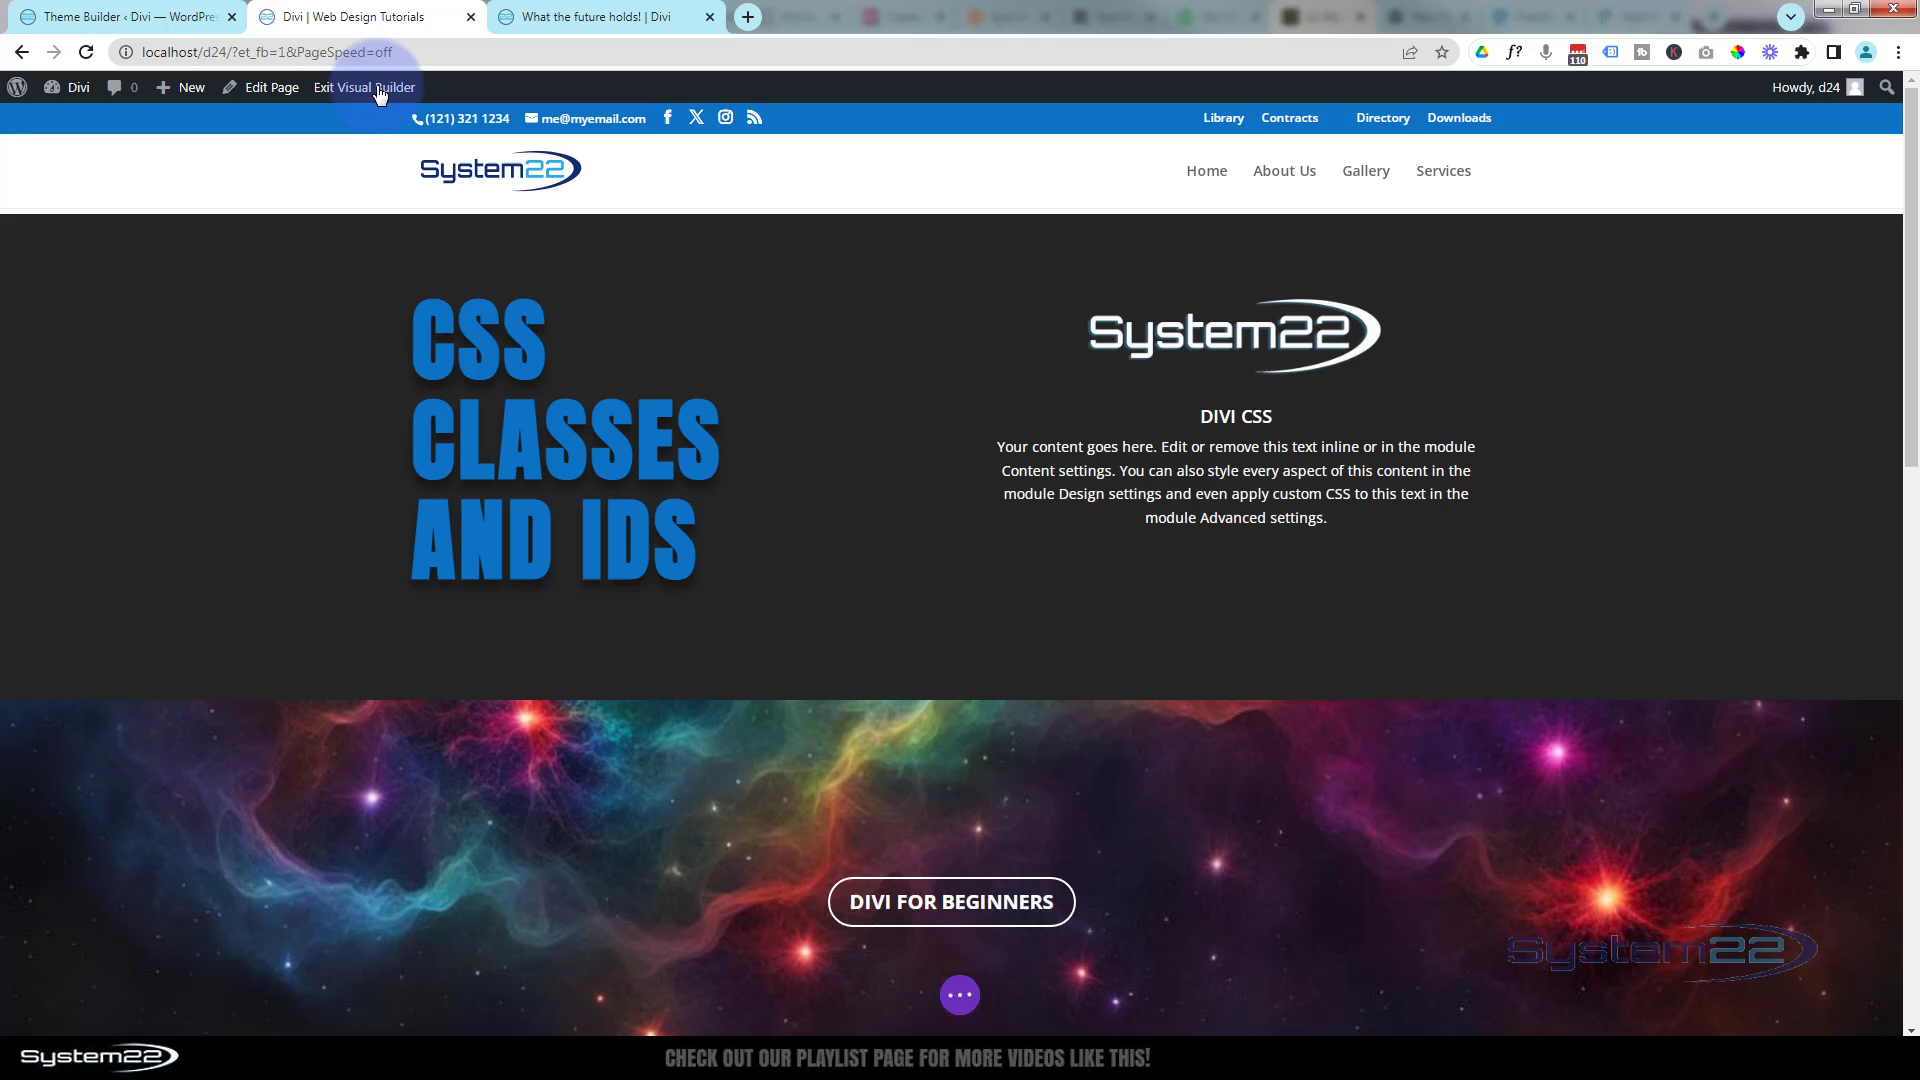 Theme Builder ‹ Divi — WordPre
Divi | Web Design Tutorials
What the future holds! | Divi
localhost/d24/?et_fb=1&PageSpeed=off
f?
110
Divi
0
New
Edit Page
Exit Visual Builder
Howdy, d24
(121) 321 1234
me@myemail.com
Library
Contracts
Directory
Downloads
System22
Home
About Us
Gallery
Services
CSS
CLASSES
AND IDS
System22
DIVI CSS
Your content goes here. Edit or remove this text inline or in the module
Content settings. You can also style every aspect of this content in the
module Design settings and even apply custom CSS to this text in the
module Advanced settings.
DIVI FOR BEGINNERS
System22
System22
CHECK OUT OUR PLAYLIST PAGE FOR MORE VIDEOS LIKE THIS!